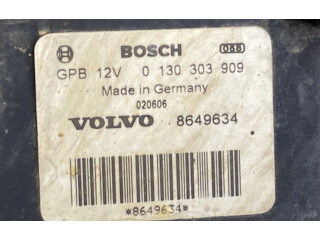 BOSCH
GPB 12V 0 130 303 909
Made in Germany
020606
VOLVO 8649634
*8649634*